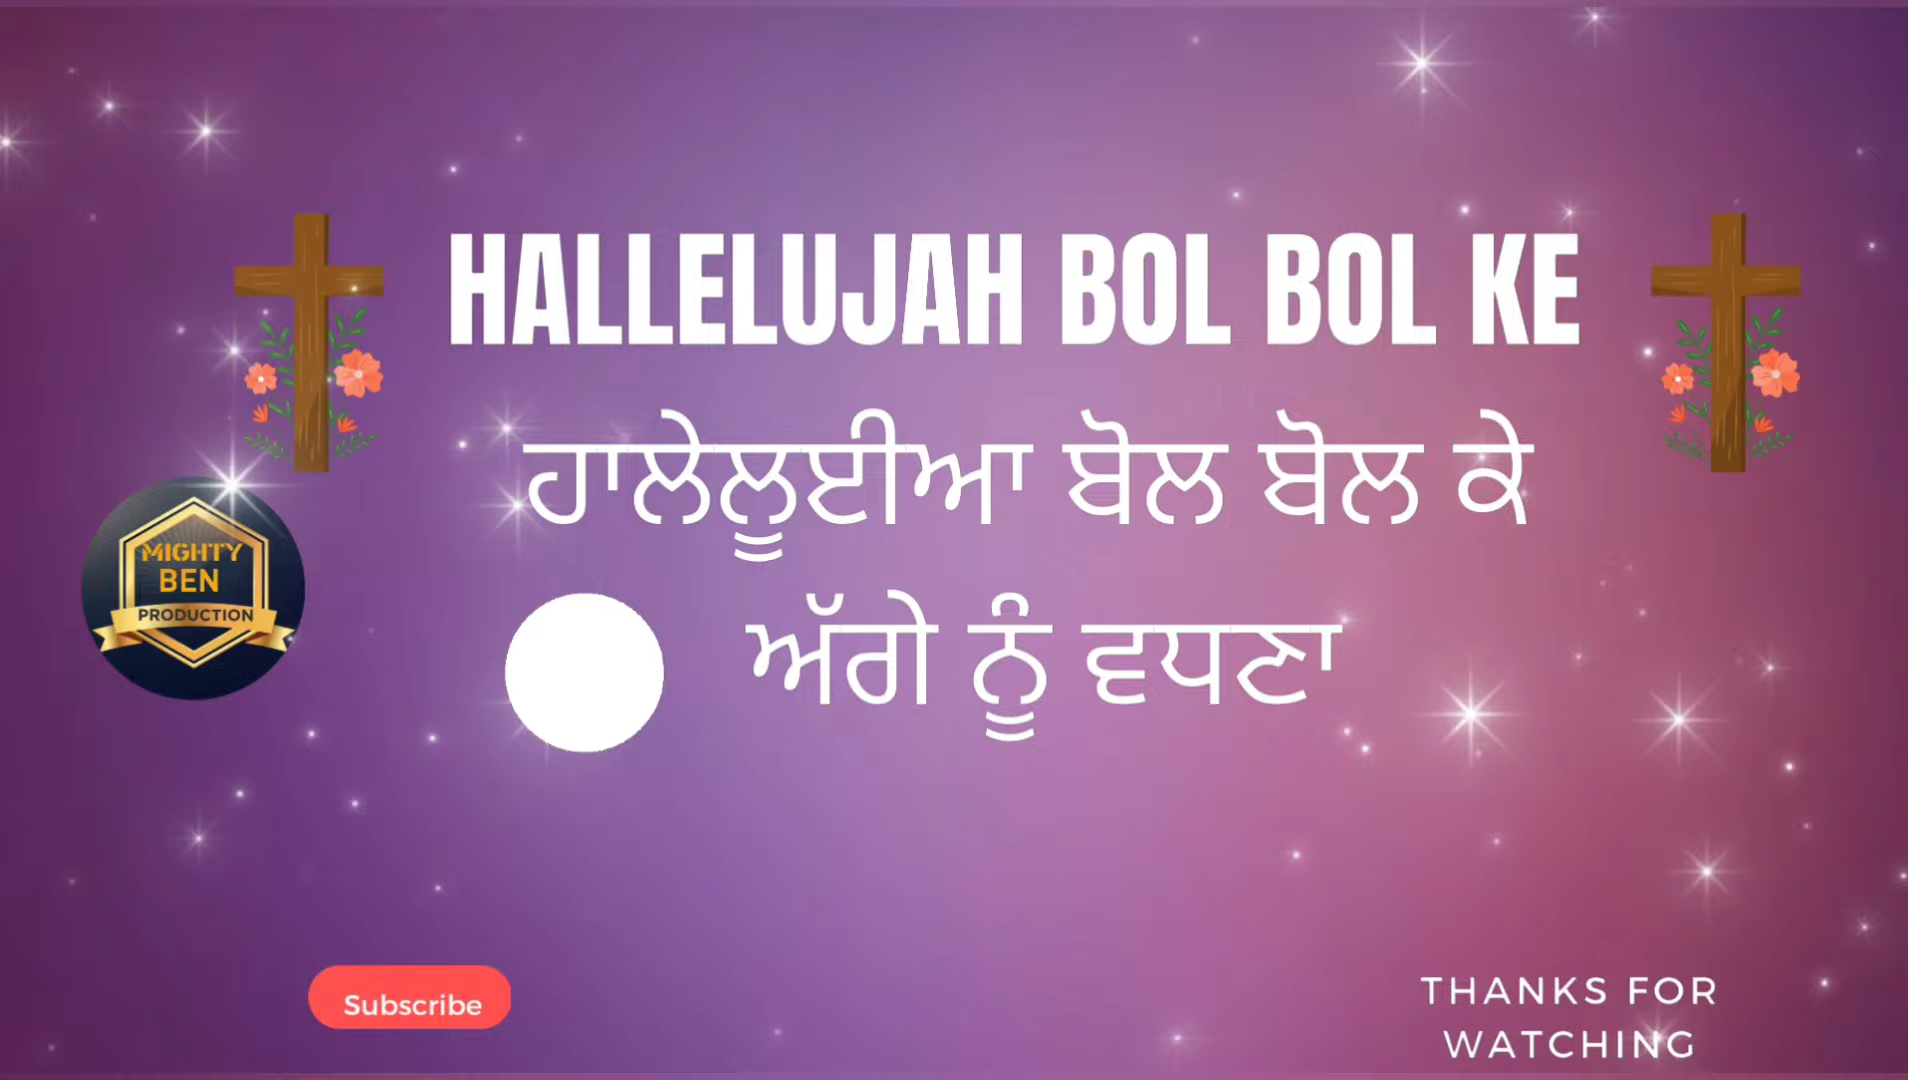 HALLELUJAH BOL BOL KE
ਹਾਲੇਲੂਈਆ ਬੋਲ ਬੋਲ ਕੇ
ਅੱਗੇ ਨੂੰ ਵਧਣਾ
MIGHTY
BEN
PRODUCTION
Subscribe
THANKS FOR
WATCHING